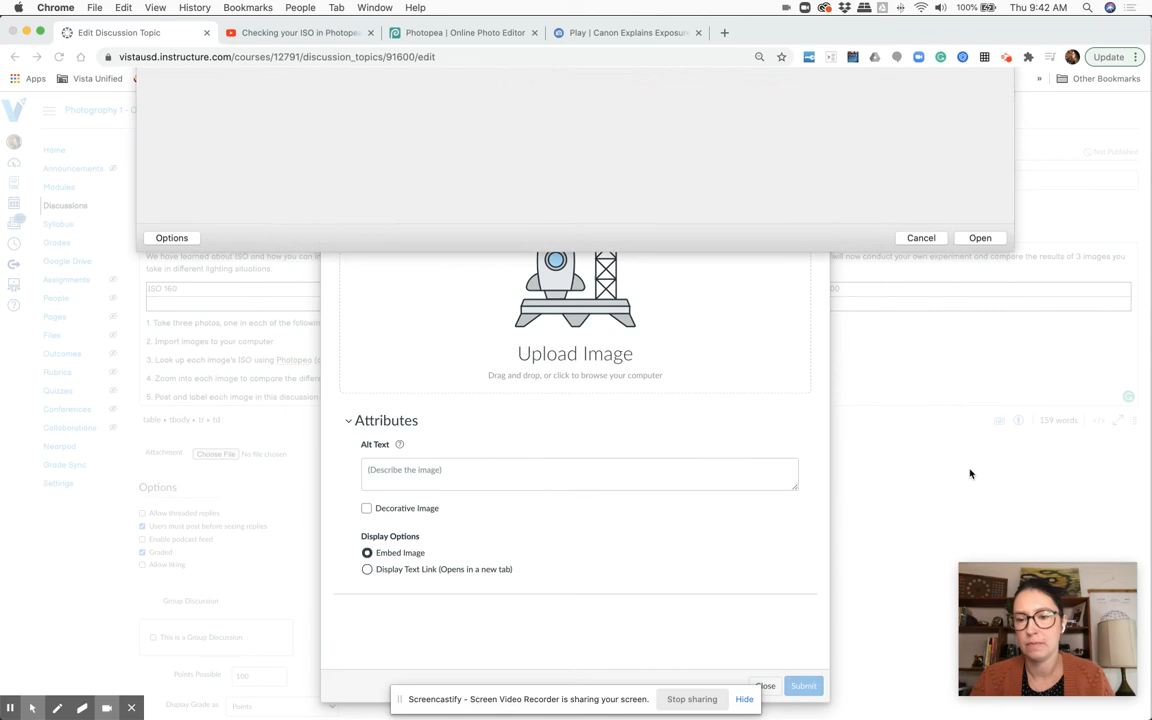 Chrome File Edit View History Bookmarks People Tab Window Help 100% Thu 9:42 AM
Edit Discussion Topic × Checking your ISO in Photopea × Photopea | Online Photo Editor × Play | Canon Explains Exposure × +
vistausd.instructure.com/courses/12791/discussion_topics/91600/edit Update
Apps Vista Unified » Other Bookmarks
Photography 1 - 
Not Published
Home
Announcements
Modules
Discussions
Syllabus
Grades
Google Drive
Assignments
People
Pages
Files
Outcomes
Rubrics
Quizzes
Conferences
Collaborations
Nearpod
Grade Sync
Settings
Options Cancel Open
We have learned about ISO and how you can in will now conduct your own experiment and compare the results of 3 images you
take in different lighting situations.
ISO 160 00
1. Take three photos, one in each of the followin
2. Import images to your computer
3. Look up each image's ISO using Photopea (
4. Zoom into each image to compare the differe
5. Post and label each image in this discussion
table ▸ tbody ▸ tr ▸ td 159 words </>
Attachment Choose File No file chosen
Options
Allow threaded replies
Users must post before seeing replies
Enable podcast feed
Graded
Allow liking
Group Discussion
This is a Group Discussion
Points Possible 100
Display Grade as Points
Upload Image
Drag and drop, or click to browse your computer
Attributes
Alt Text ?
(Describe the image)
Decorative Image
Display Options
Embed Image
Display Text Link (Opens in a new tab)
Close Submit
Screencastify - Screen Video Recorder is sharing your screen. Stop sharing Hide